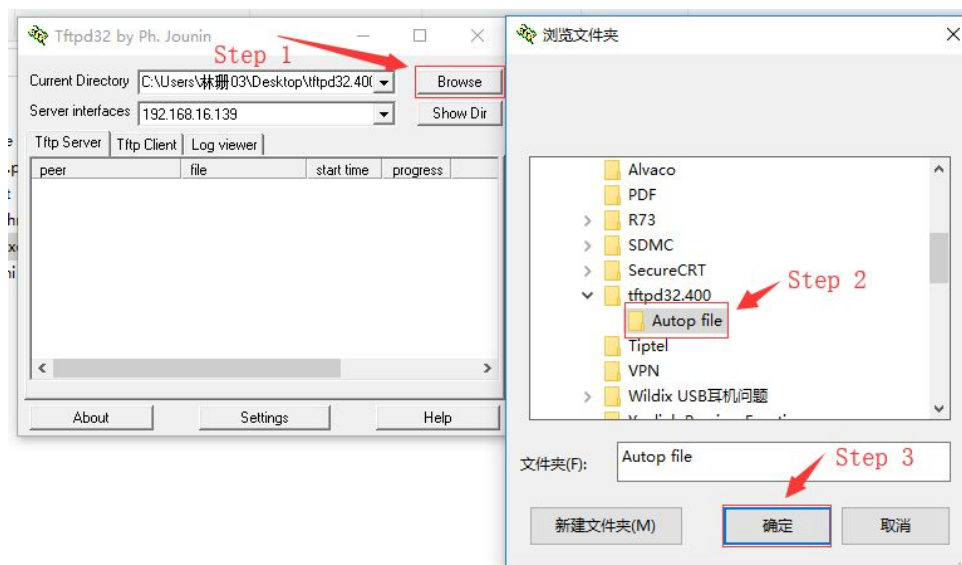 Tftpd32 by Ph. Jounin
Step 1
Current Directory C:\Users\林珊03\Desktop\tftpd32.400 Browse
Server interfaces 192.168.16.139 Show Dir
Tftp Server Tftp Client Log viewer
peer file start time progress
About Settings Help
浏览文件夹
Alvaco
PDF
R73
SDMC
SecureCRT
Step 2
tftpd32.400
Autop file
Tiptel
VPN
Wildix USB耳机问题
文件夹(F): Autop file
Step 3
新建文件夹(M) 确定 取消